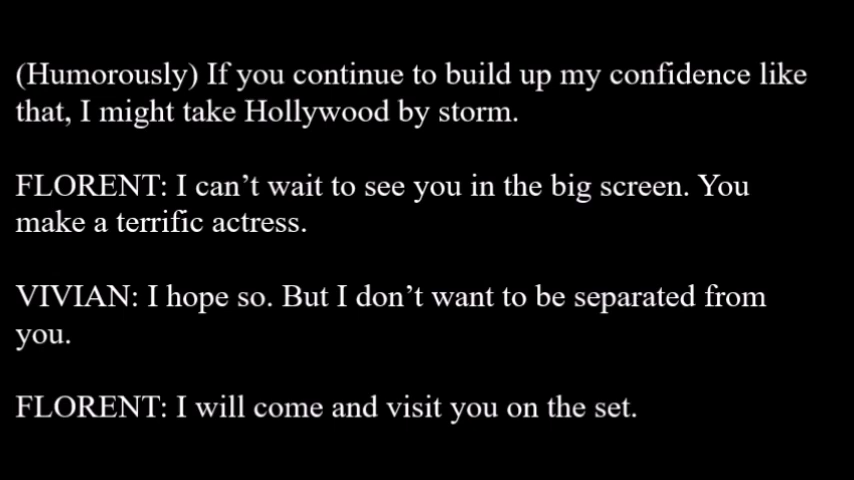 (Humorously) If you continue to build up my confidence like
that, I might take Hollywood by storm.
FLORENT: I can’t wait to see you in the big screen. You
make a terrific actress.
VIVIAN: I hope so. But I don’t want to be separated from
you.
FLORENT: I will come and visit you on the set.